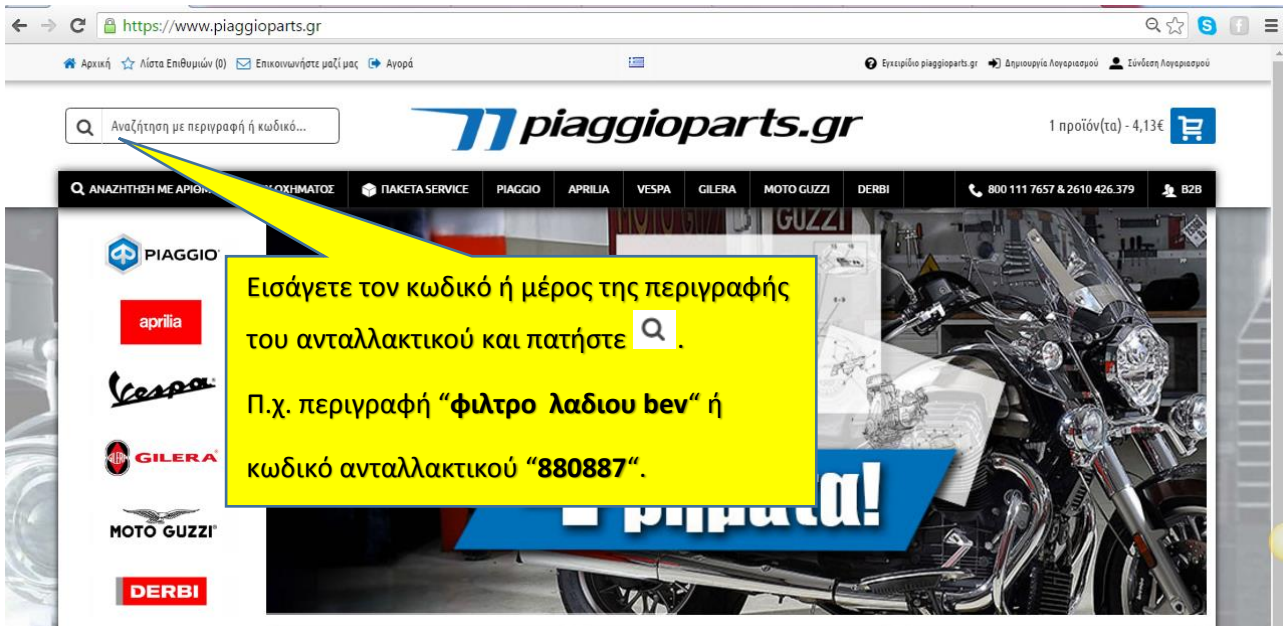 https://www.piaggioparts.gr
Αρχική Λίστα Επιθυμιών (0) Επικοινωνήστε μαζί μας Αγορά Εγχειρίδιο piaggioparts.gr Δημιουργία Λογαριασμού Σύνδεση Λογαριασμού
Αναζήτηση με περιγραφή ή κωδικό...
piaggioparts.gr
1 προϊόν(τα) - 4,13€
ΑΝΑΖΗΤΗΣΗ ΜΕ ΟΧΗΜΑΤΟΣ ΠΑΚΕΤΑ SERVICE PIAGGIO APRILIA VESPA GILERA MOTO GUZZI DERBI 800 111 7657 & 2610 426.379 B2B
GUZZI
PIAGGIO
aprilia
Vespa
GILERA
MOTO GUZZI
DERBI
Εισάγετε τον κωδικό ή μέρος της περιγραφής
του ανταλλακτικού και πατήστε .
Π.χ. περιγραφή “φιλτρο λαδιου bev“ ή
κωδικό ανταλλακτικού “880887“.